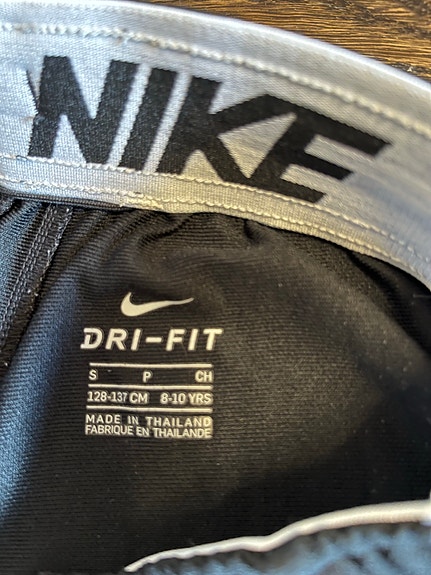 NIKE
DRI-FIT
S P CH
128-137 CM 8-10 YRS
MADE IN THAILAND
FABRIQUE EN THAILANDE